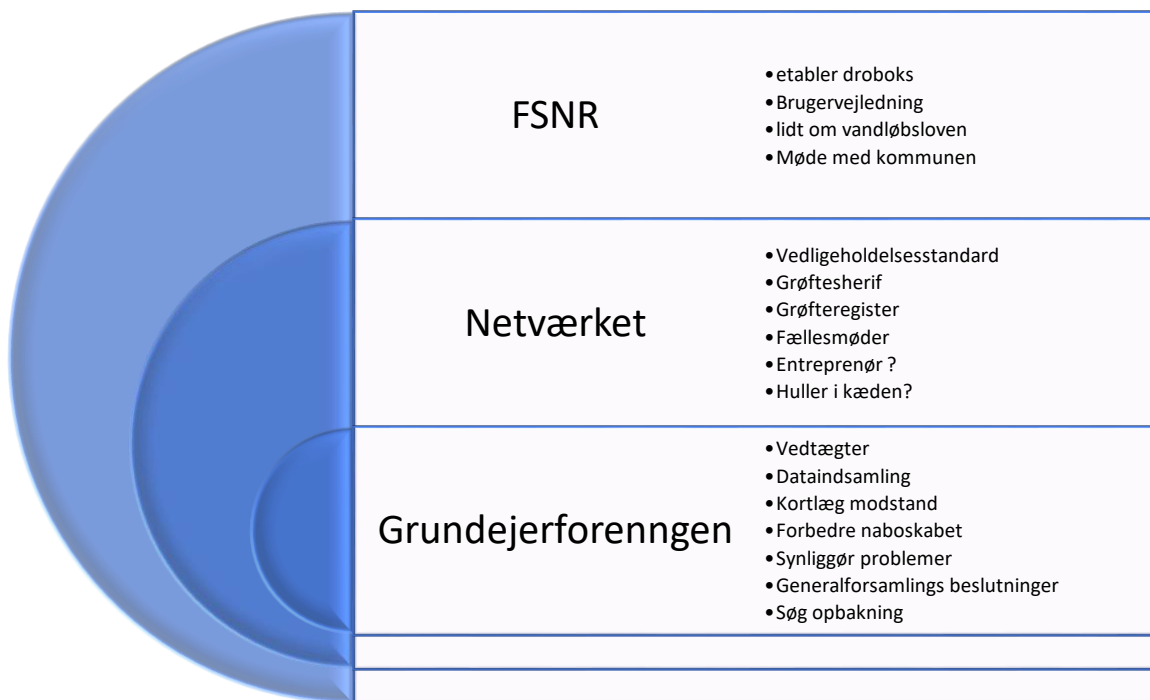 FSNR
•etabler droboks
•Brugervejledning
•lidt om vandløbsloven
•Møde med kommunen
Netværket
•Vedligeholdelsesstandard
•Grøftesherif
•Grøfteregister
•Fællesmøder
•Entreprenør ?
•Huller i kæden?
Grundejerforenngen
•Vedtægter
•Dataindsamling
•Kortlæg modstand
•Forbedre naboskabet
•Synliggør problemer
•Generalforsamlings beslutninger
•Søg opbakning